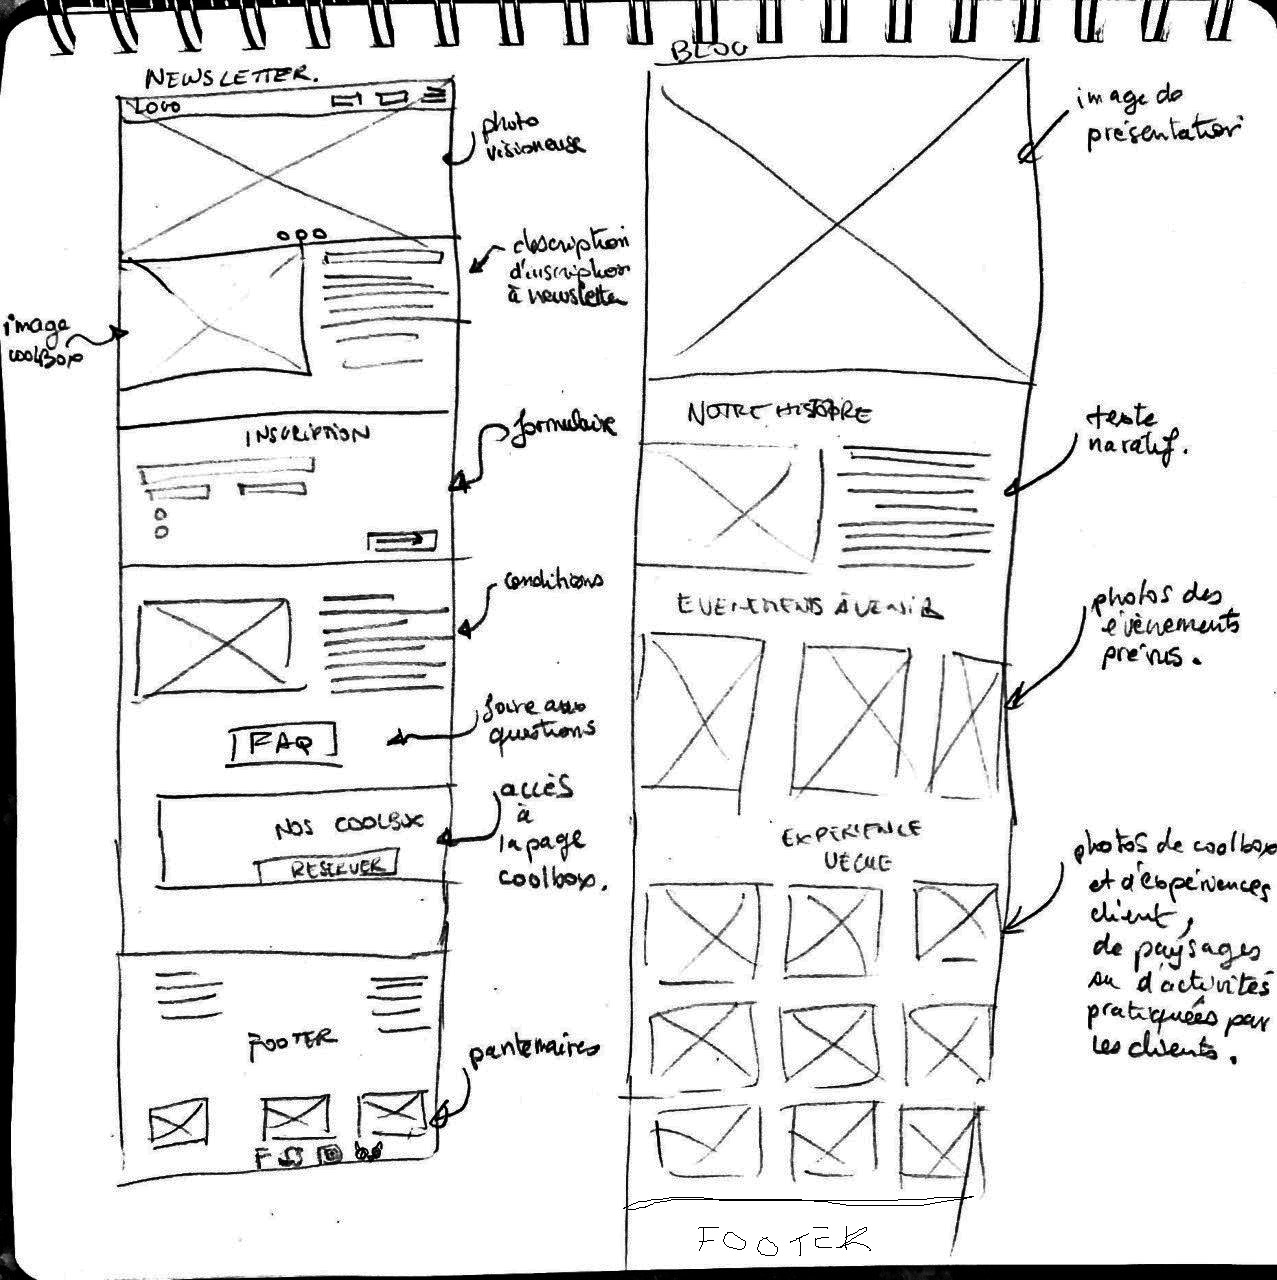 NEWSLETTER.
LOGO
photo
visioneuse
description
d'inscription
à newsletter
image
coolBox
INSCRIPTION
formulaire
conditions
FAQ
foire aux
questions
NOS COOLBOX
RESERVER
accès
à
la page
coolbox.
FOOTER
partenaires
BLOG
image de
présentation
NOTRE HISTOIRE
texte
naratif.
EVENEMENTS À VENIR
photos des
évènements
prévus.
EXPERIENCE
VECUE
photos de coolbox
et d'expériences
client,
de paysages
ou d'activités
pratiquées par
les clients.
FOOTER